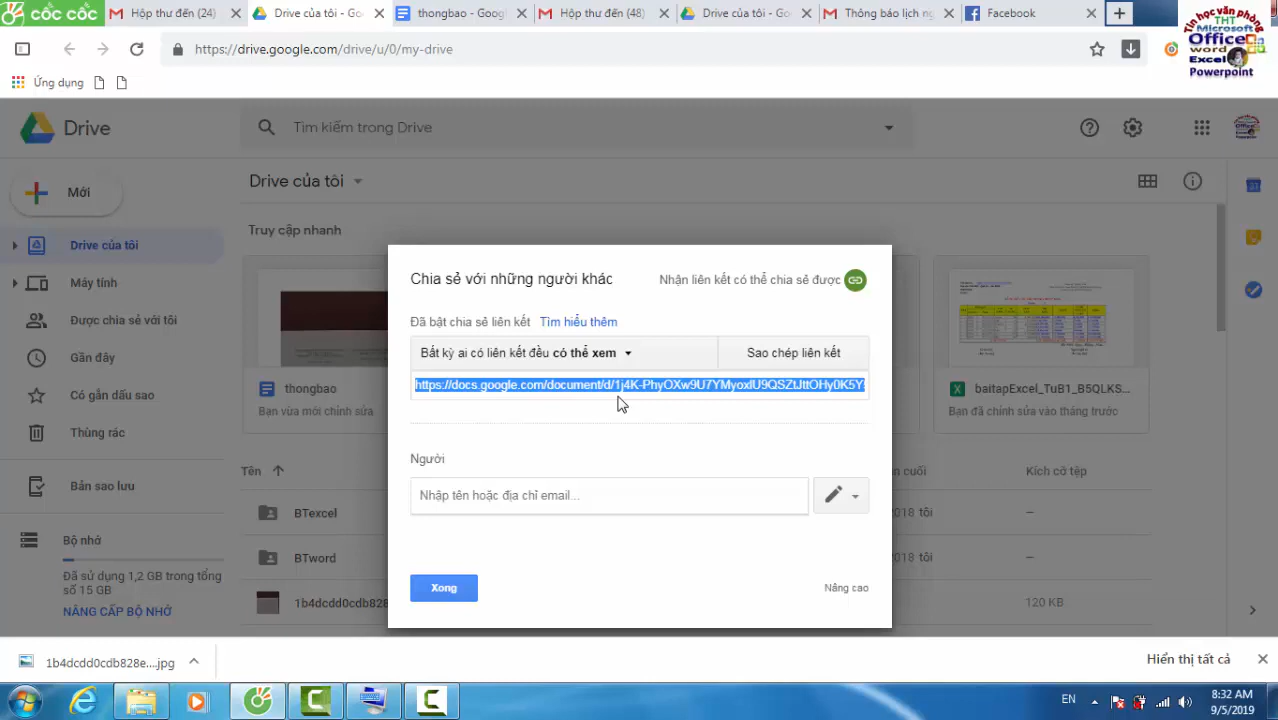 cốc cốc
Hộp thư đến (24)
Drive của tôi - Go
thongbao - Googl
Hộp thư đến (48)
Drive của tôi - Go
Thông báo lịch ng
Facebook
Tin học văn phòng
THT
Microsoft
Office
word
Excel
Powerpoint
https://drive.google.com/drive/u/0/my-drive
Ứng dụng
Drive
Tìm kiếm trong Drive
Mới
Drive của tôi
Truy cập nhanh
Drive của tôi
Máy tính
Được chia sẻ với tôi
Gần đây
Có gắn dấu sao
Thùng rác
Bản sao lưu
Bộ nhớ
Đã sử dụng 1,2 GB trong tổng
số 15 GB
NÂNG CẤP BỘ NHỚ
thongbao
Bạn vừa mới chỉnh sửa
baitapExcel_TuB1_B5QLKS...
Bạn đã chỉnh sửa vào tháng trước
Tên
cuối
Kích cỡ tệp
BTexcel
2018 tôi
–
BTword
2018 tôi
–
1b4dcdd0cdb828
tôi
120 KB
Chia sẻ với những người khác
Nhận liên kết có thể chia sẻ được
Đã bật chia sẻ liên kết Tìm hiểu thêm
Bất kỳ ai có liên kết đều có thể xem
Sao chép liên kết
Người
Nhập tên hoặc địa chỉ email...
Xong
Nâng cao
1b4dcdd0cdb828e....jpg
Hiển thị tất cả
EN
8:32 AM
9/5/2019